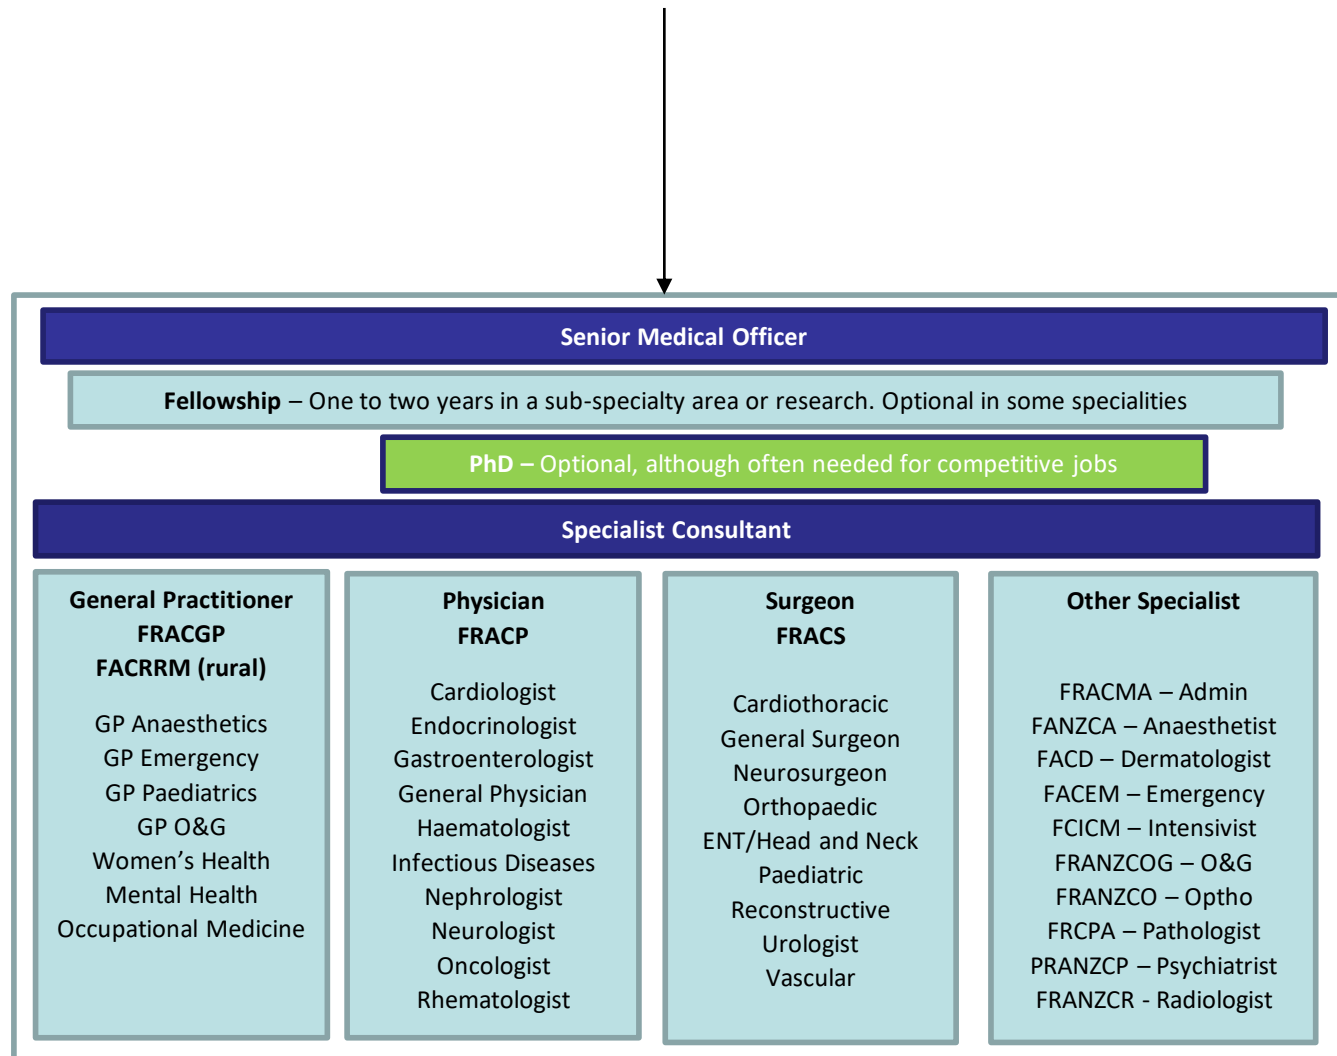 Senior Medical Officer
Fellowship – One to two years in a sub-specialty area or research. Optional in some specialities
PhD – Optional, although often needed for competitive jobs
Specialist Consultant
General Practitioner
FRACGP
FACRRM (rural)
GP Anaesthetics
GP Emergency
GP Paediatrics
GP O&G
Women's Health
Mental Health
Occupational Medicine
Physician
FRACP
Cardiologist
Endocrinologist
Gastroenterologist
General Physician
Haematologist
Infectious Diseases
Nephrologist
Neurologist
Oncologist
Rhematologist
Surgeon
FRACS
Cardiothoracic
General Surgeon
Neurosurgeon
Orthopaedic
ENT/Head and Neck
Paediatric
Reconstructive
Urologist
Vascular
Other Specialist
FRACMA – Admin
FANZCA – Anaesthetist
FACD – Dermatologist
FACEM – Emergency
FCICM – Intensivist
FRANZCOG – O&G
FRANZCO – Optho
FRCPA – Pathologist
PRANZCP – Psychiatrist
FRANZCR - Radiologist